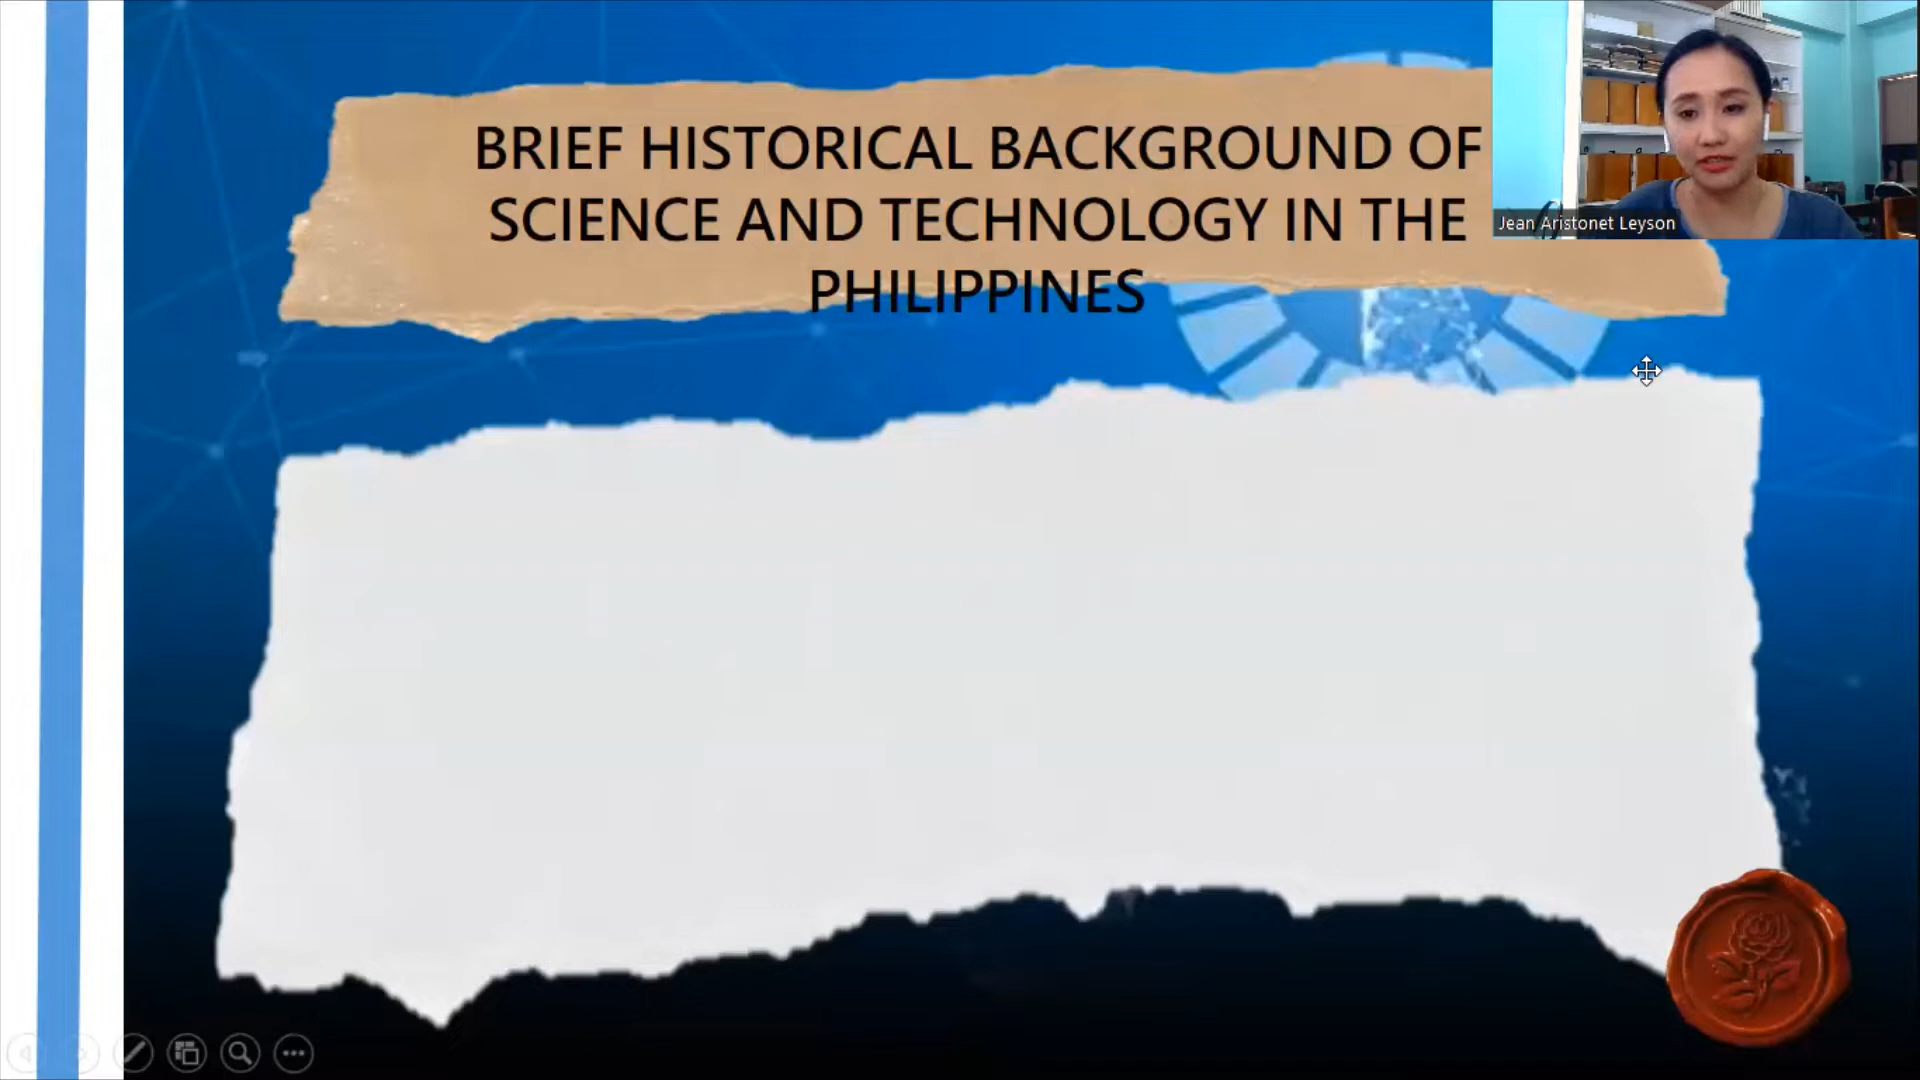 BRIEF HISTORICAL BACKGROUND OF
SCIENCE AND TECHNOLOGY IN THE
PHILIPPINES
Jean Aristonet Leyson